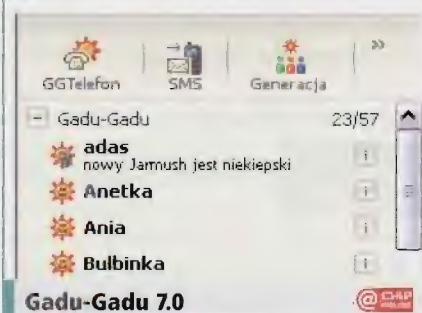 GGTelefon SMS Generacja »
Gadu-Gadu 23/57
adas
nowy Jarmush jest niekiepski
Anetka
Ania
Bulbinka
Gadu-Gadu 7.0
@ CHIP